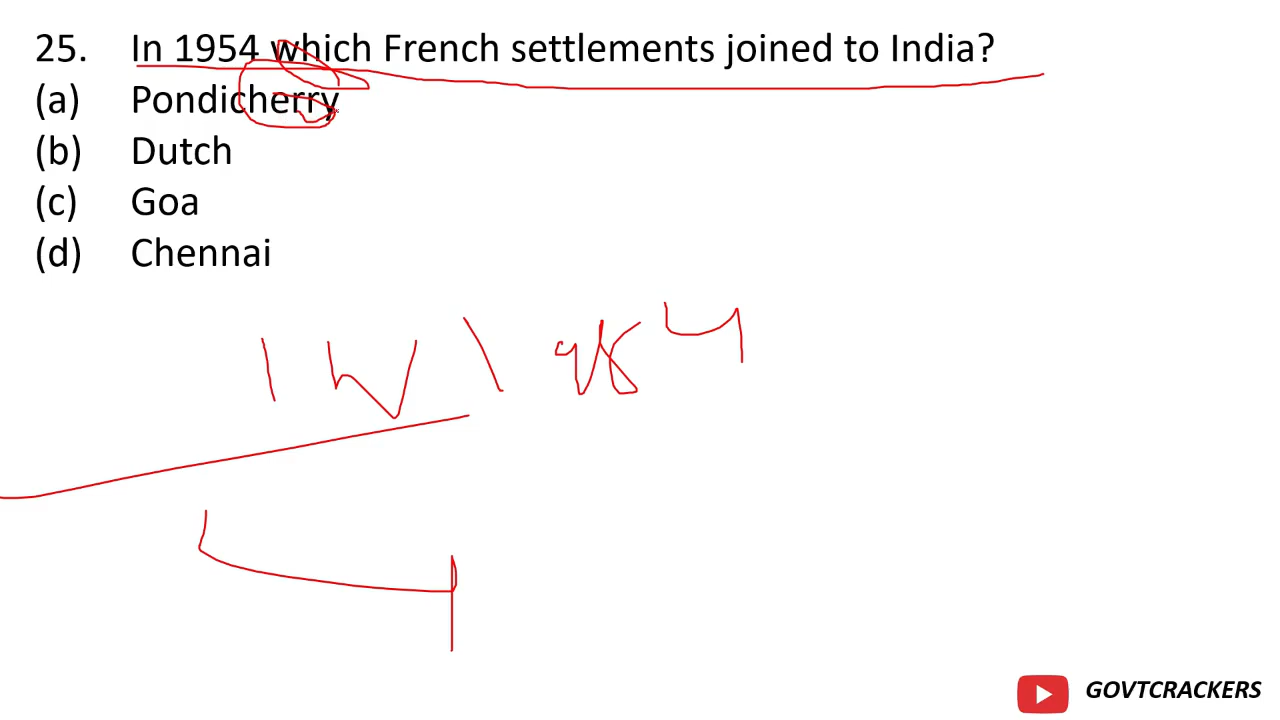 25. In 1954 which French settlements joined to India?
(a) Pondicherry
(b) Dutch
(c) Goa
(d) Chennai
GOVTCRACKERS